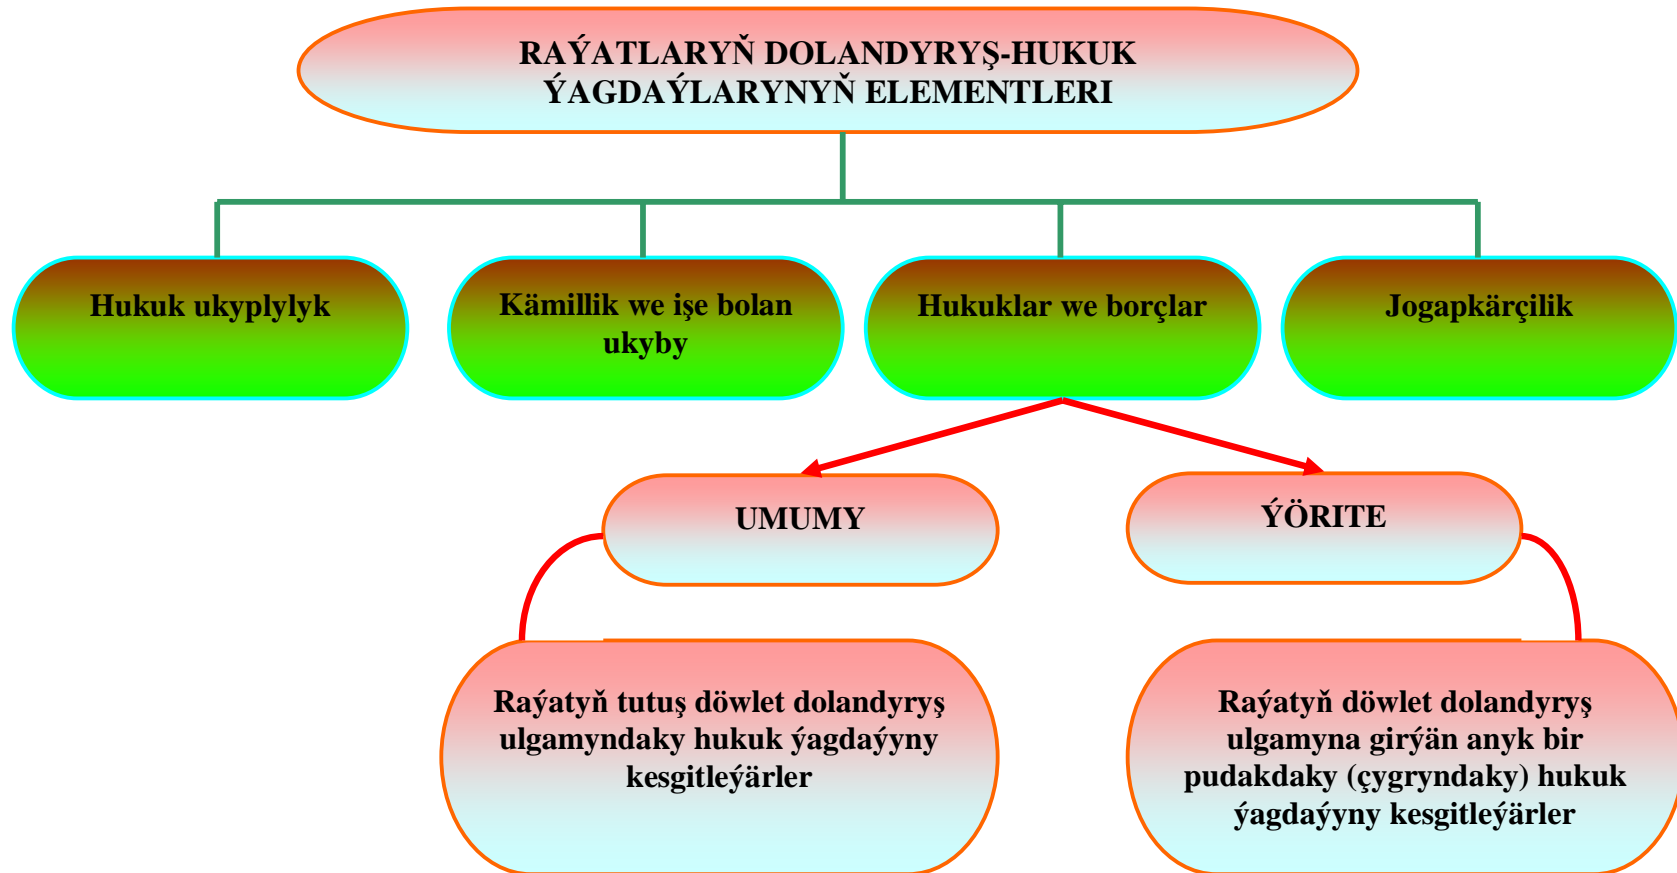 RAÝATLARYŇ DOLANDYRYŞ-HUKUK
ÝAGDAÝLARYNYŇ ELEMENTLERI
Hukuk ukyplylyk
Kämillik we işe bolan
ukyby
Hukuklar we borçlar
Jogapkärçilik
UMUMY
ÝÖRITE
Raýatyň tutuş döwlet dolandyryş
ulgamyndaky hukuk ýagdaýyny
kesgitleýärler
Raýatyň döwlet dolandyryş
ulgamyna girýän anyk bir
pudakdaky (çygryndaky) hukuk
ýagdaýyny kesgitleýärler